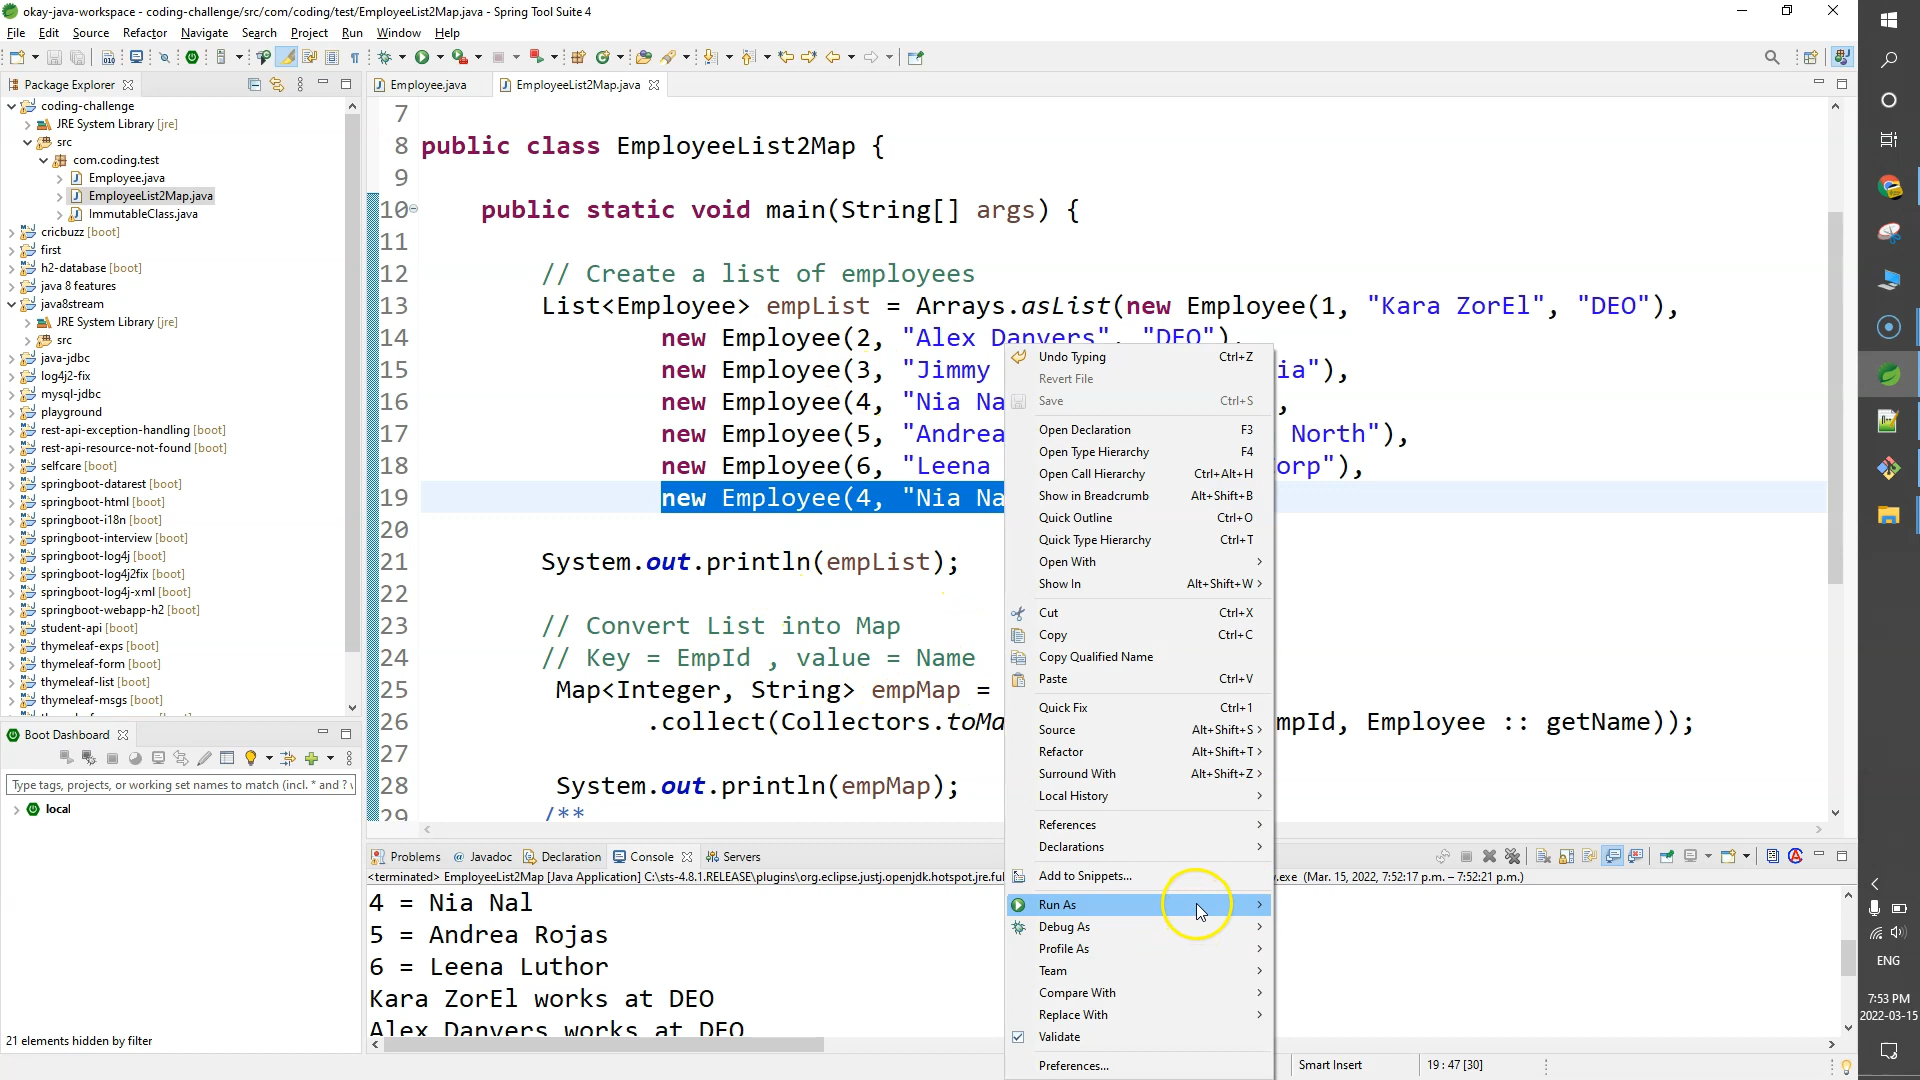 okay-java-workspace - coding-challenge/src/com/coding/test/EmployeeList2Map.java - Spring Tool Suite 4
File Edit Source Refactor Navigate Search Project Run Window Help
Package Explorer
coding-challenge
JRE System Library [jre]
src
com.coding.test
Employee.java
EmployeeList2Map.java
ImmutableClass.java
cricbuzz [boot]
first
h2-database [boot]
java 8 features
java8stream
JRE System Library [jre]
src
java-jdbc
log4j2-fix
mysql-jdbc
playground
rest-api-exception-handling [boot]
rest-api-resource-not-found [boot]
selfcare [boot]
springboot-datarest [boot]
springboot-html [boot]
springboot-i18n [boot]
springboot-interview [boot]
springboot-log4j [boot]
springboot-log4j2fix [boot]
springboot-log4j-xml [boot]
springboot-webapp-h2 [boot]
student-api [boot]
thymeleaf-exps [boot]
thymeleaf-form [boot]
thymeleaf-list [boot]
thymeleaf-msgs [boot]
Boot Dashboard
Type tags, projects, or working set names to match (incl. * and ?
local
21 elements hidden by filter
Employee.java EmployeeList2Map.java
7
8 public class EmployeeList2Map {
9
10 public static void main(String[] args) {
11
12 // Create a list of employees
13 List<Employee> empList = Arrays.asList(new Employee(1, "Kara ZorEl", "DEO"),
14 new Employee(2, "Alex Danvers", "DEO"),
15 new Employee(3, "Jimmy ia"),
16 new Employee(4, "Nia Na ,
17 new Employee(5, "Andrea North"),
18 new Employee(6, "Leena orp"),
19 new Employee(4, "Nia Na
20
21 System.out.println(empList);
22
23 // Convert List into Map
24 // Key = EmpId , value = Name
25 Map<Integer, String> empMap =
26 .collect(Collectors.toMa mpId, Employee :: getName));
27
28 System.out.println(empMap);
29 /**
Undo Typing Ctrl+Z
Revert File
Save Ctrl+S
Open Declaration F3
Open Type Hierarchy F4
Open Call Hierarchy Ctrl+Alt+H
Show in Breadcrumb Alt+Shift+B
Quick Outline Ctrl+O
Quick Type Hierarchy Ctrl+T
Open With
Show In Alt+Shift+W
Cut Ctrl+X
Copy Ctrl+C
Copy Qualified Name
Paste Ctrl+V
Quick Fix Ctrl+1
Source Alt+Shift+S
Refactor Alt+Shift+T
Surround With Alt+Shift+Z
Local History
References
Declarations
Add to Snippets...
Run As
Debug As
Profile As
Team
Compare With
Replace With
Validate
Preferences...
Problems Javadoc Declaration Console Servers
<terminated> EmployeeList2Map [Java Application] C:\sts-4.8.1.RELEASE\plugins\org.eclipse.justj.openjdk.hotspot.jre.ful .exe (Mar. 15, 2022, 7:52:17 p.m. – 7:52:21 p.m.)
4 = Nia Nal
5 = Andrea Rojas
6 = Leena Luthor
Kara ZorEl works at DEO
Alex Danvers works at DEO
Smart Insert 19 : 47 [30]
ENG
7:53 PM
2022-03-15